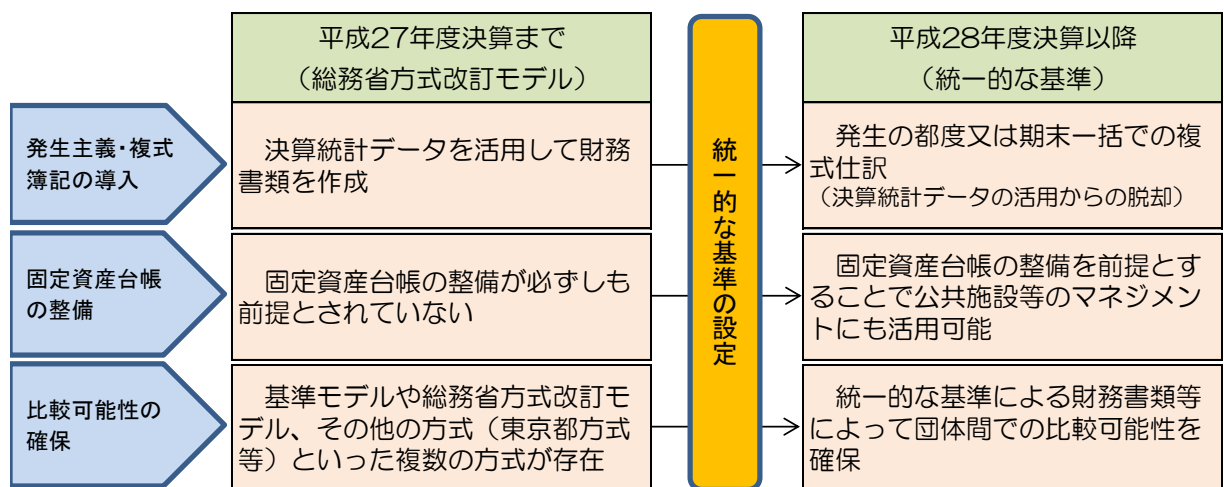 平成27年度決算まで
（総務省方式改訂モデル）
平成28年度決算以降
（統一的な基準）
発生主義・複式
簿記の導入
決算統計データを活用して財務
書類を作成
統一的な基準の設定
発生の都度又は期末一括での複
式仕訳
（決算統計データの活用からの脱却）
固定資産台帳
の整備
固定資産台帳の整備が必ずしも
前提とされていない
固定資産台帳の整備を前提とす
ることで公共施設等のマネジメン
トにも活用可能
比較可能性の
確保
基準モデルや総務省方式改訂モ
デル、その他の方式（東京都方式
等）といった複数の方式が存在
統一的な基準による財務書類等
によって団体間での比較可能性を
確保